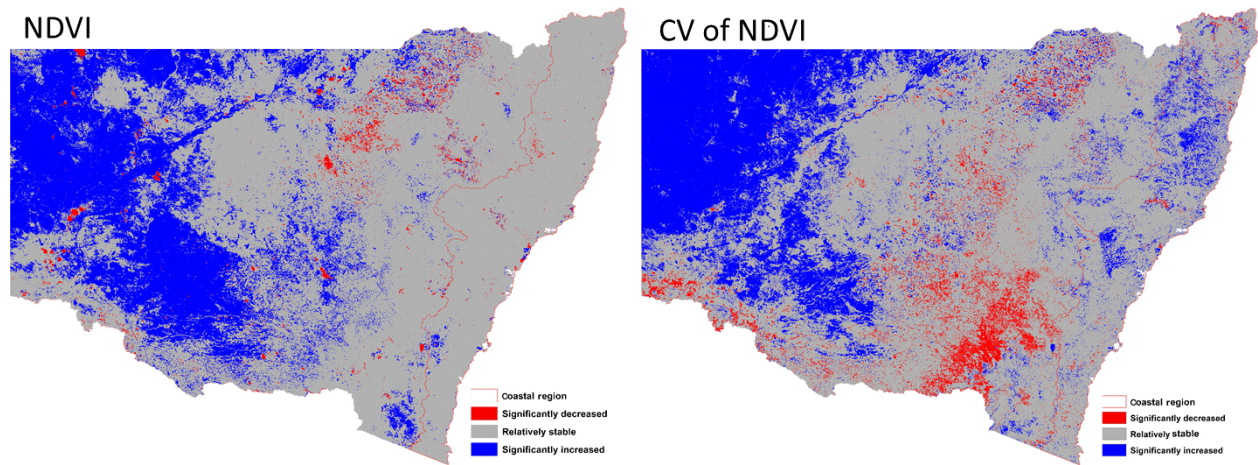 NDVI
CV of NDVI
Coastal region
Significantly decreased
Relatively stable
Significantly increased
Coastal region
Significantly decreased
Relatively stable
Significantly increased